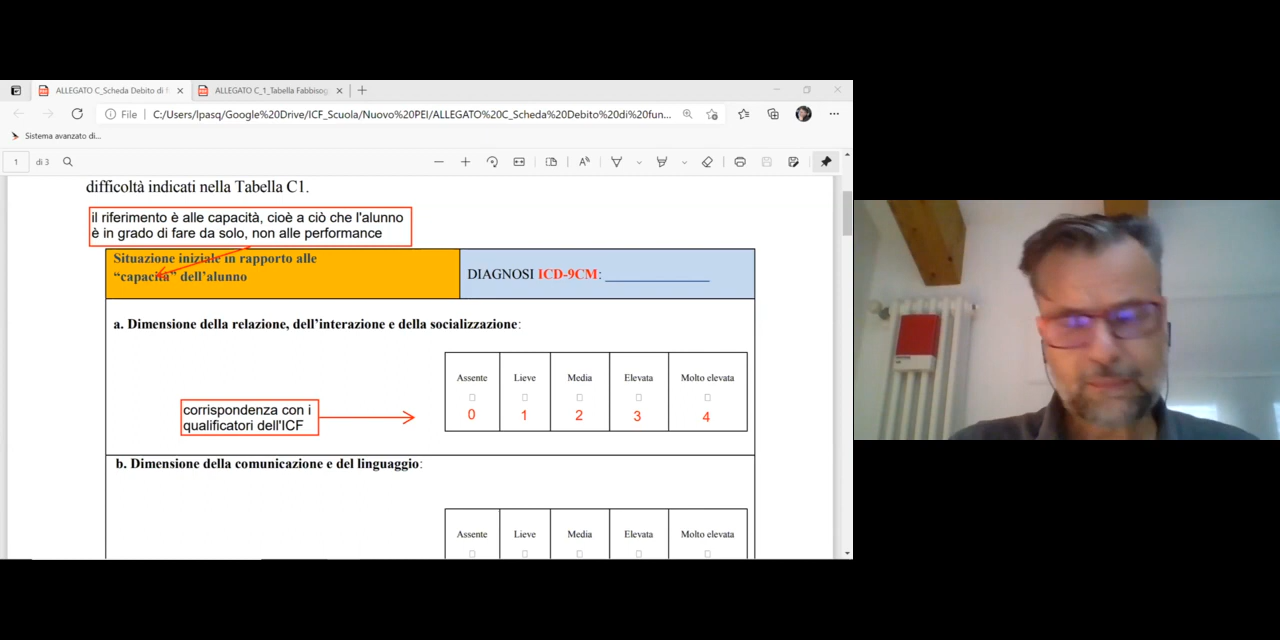 ALLEGATO C_Scheda Debito di
ALLEGATO C_1_Tabella Fabbisog
File
C:/Users/lpasq/Google%20Drive/ICF_Scuola/Nuovo%20PEI/ALLEGATO%20C_Scheda%20Debito%20di%20fun...
Sistema avanzato di...
1 di 3
difficoltà indicati nella Tabella C1.
il riferimento è alle capacità, cioè a ciò che l'alunno
è in grado di fare da solo, non alle performance
Situazione iniziale in rapporto alle
“capacità” dell’alunno
DIAGNOSI ICD-9CM: ______________
a. Dimensione della relazione, dell’interazione e della socializzazione:
Assente Lieve Media Elevata Molto elevata
0 1 2 3 4
corrispondenza con i
qualificatori dell'ICF
b. Dimensione della comunicazione e del linguaggio:
Assente Lieve Media Elevata Molto elevata